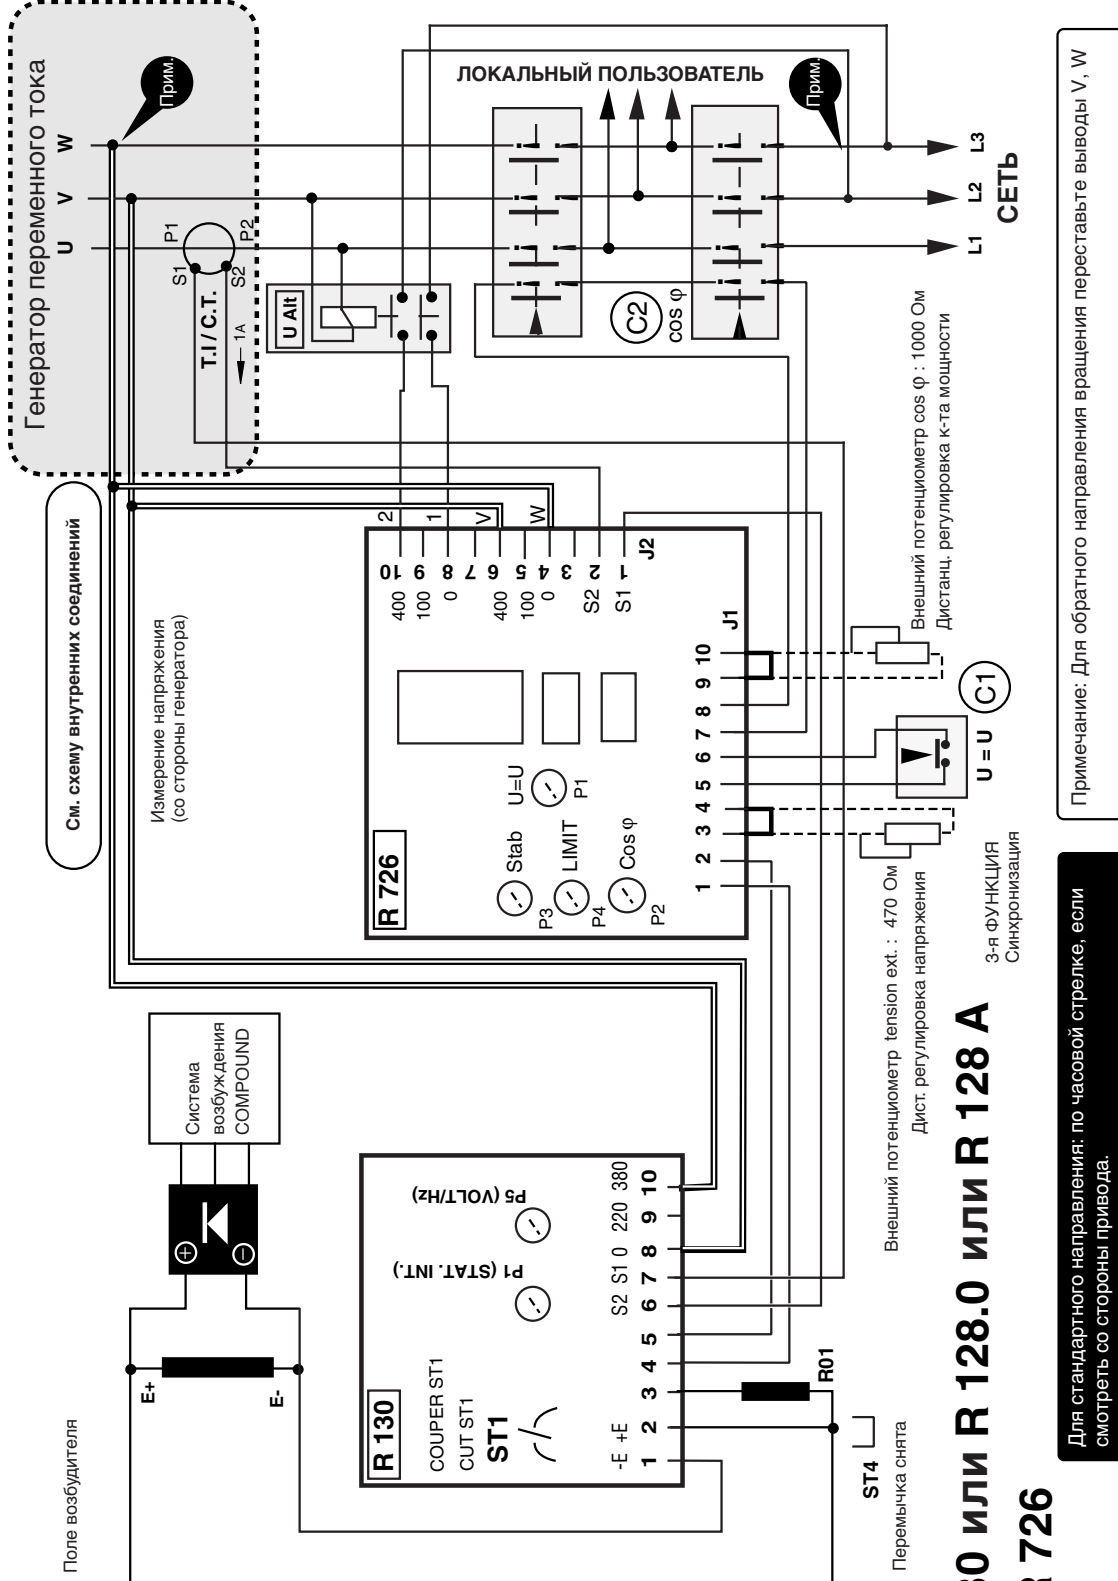 Генератор переменного тока
W
V
U
P1
P2
S1
S2
T.I / C.T.
1A
Прим.
U Alt
ЛОКАЛЬНЫЙ ПОЛЬЗОВАТЕЛЬ
Прим.
C2
cos φ
L3
L2
L1
СЕТЬ
См. схему внутренних соединений
Измерение напряжения
(со стороны генератора)
2
1
V
W
10
9
8
7
6
5
4
3
2
1
400
100
0
400
100
0
S2
S1
J2
J1
R 726
Stab
P3
LIMIT
P4
Cos φ
P2
U=U
P1
1 2 3 4 5 6 7 8 9 10
Внешний потенциометр cos φ : 1000 Ом
Дистанц. регулировка к-та мощности
C1
U = U
3-я ФУНКЦИЯ
Синхронизация
Внешний потенциометр tension ext. : 470 Ом
Дист. регулировка напряжения
Система
возбуждения
COMPOUND
+
−
E+
E-
Поле возбудителя
R 130
COUPER ST1
CUT ST1
ST1
P1 (STAT. INT.)
P5 (VOLT/Hz)
-E +E S2 S1 0 220 380
1 2 3 4 5 6 7 8 9 10
R01
ST4
Перемычка снята
30 или R 128.0 или R 128 A
R 726
Для стандартного направления: по часовой стрелке, если
смотреть со стороны привода.
Примечание: Для обратного направления вращения переставьте выводы V, W